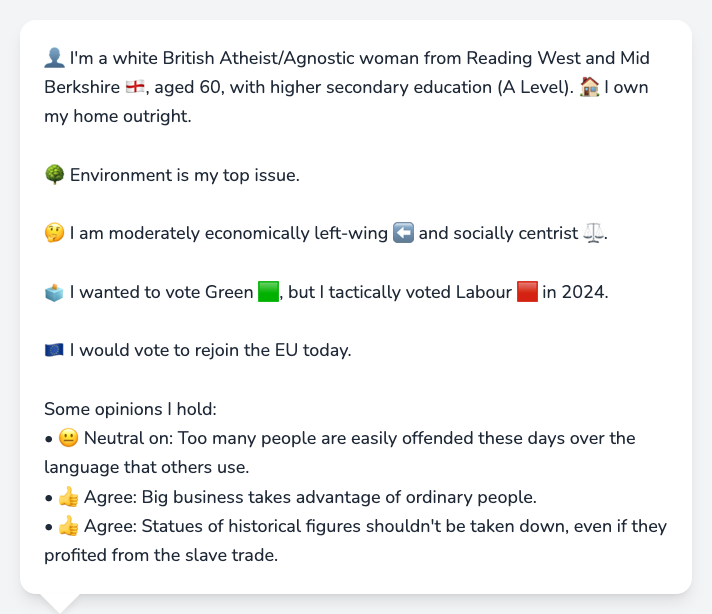 👤 I'm a white British Atheist/Agnostic woman from Reading West and Mid
Berkshire 🏴󠁧󠁢󠁥󠁮󠁧󠁿, aged 60, with higher secondary education (A Level). 🏠 I own
my home outright.
🌳 Environment is my top issue.
🤔 I am moderately economically left-wing ⬅️ and socially centrist ⚖️.
🗳️ I wanted to vote Green 🟩, but I tactically voted Labour 🟥 in 2024.
🇪🇺 I would vote to rejoin the EU today.
Some opinions I hold:
• 😐 Neutral on: Too many people are easily offended these days over the
language that others use.
• 👍 Agree: Big business takes advantage of ordinary people.
• 👍 Agree: Statues of historical figures shouldn't be taken down, even if they
profited from the slave trade.